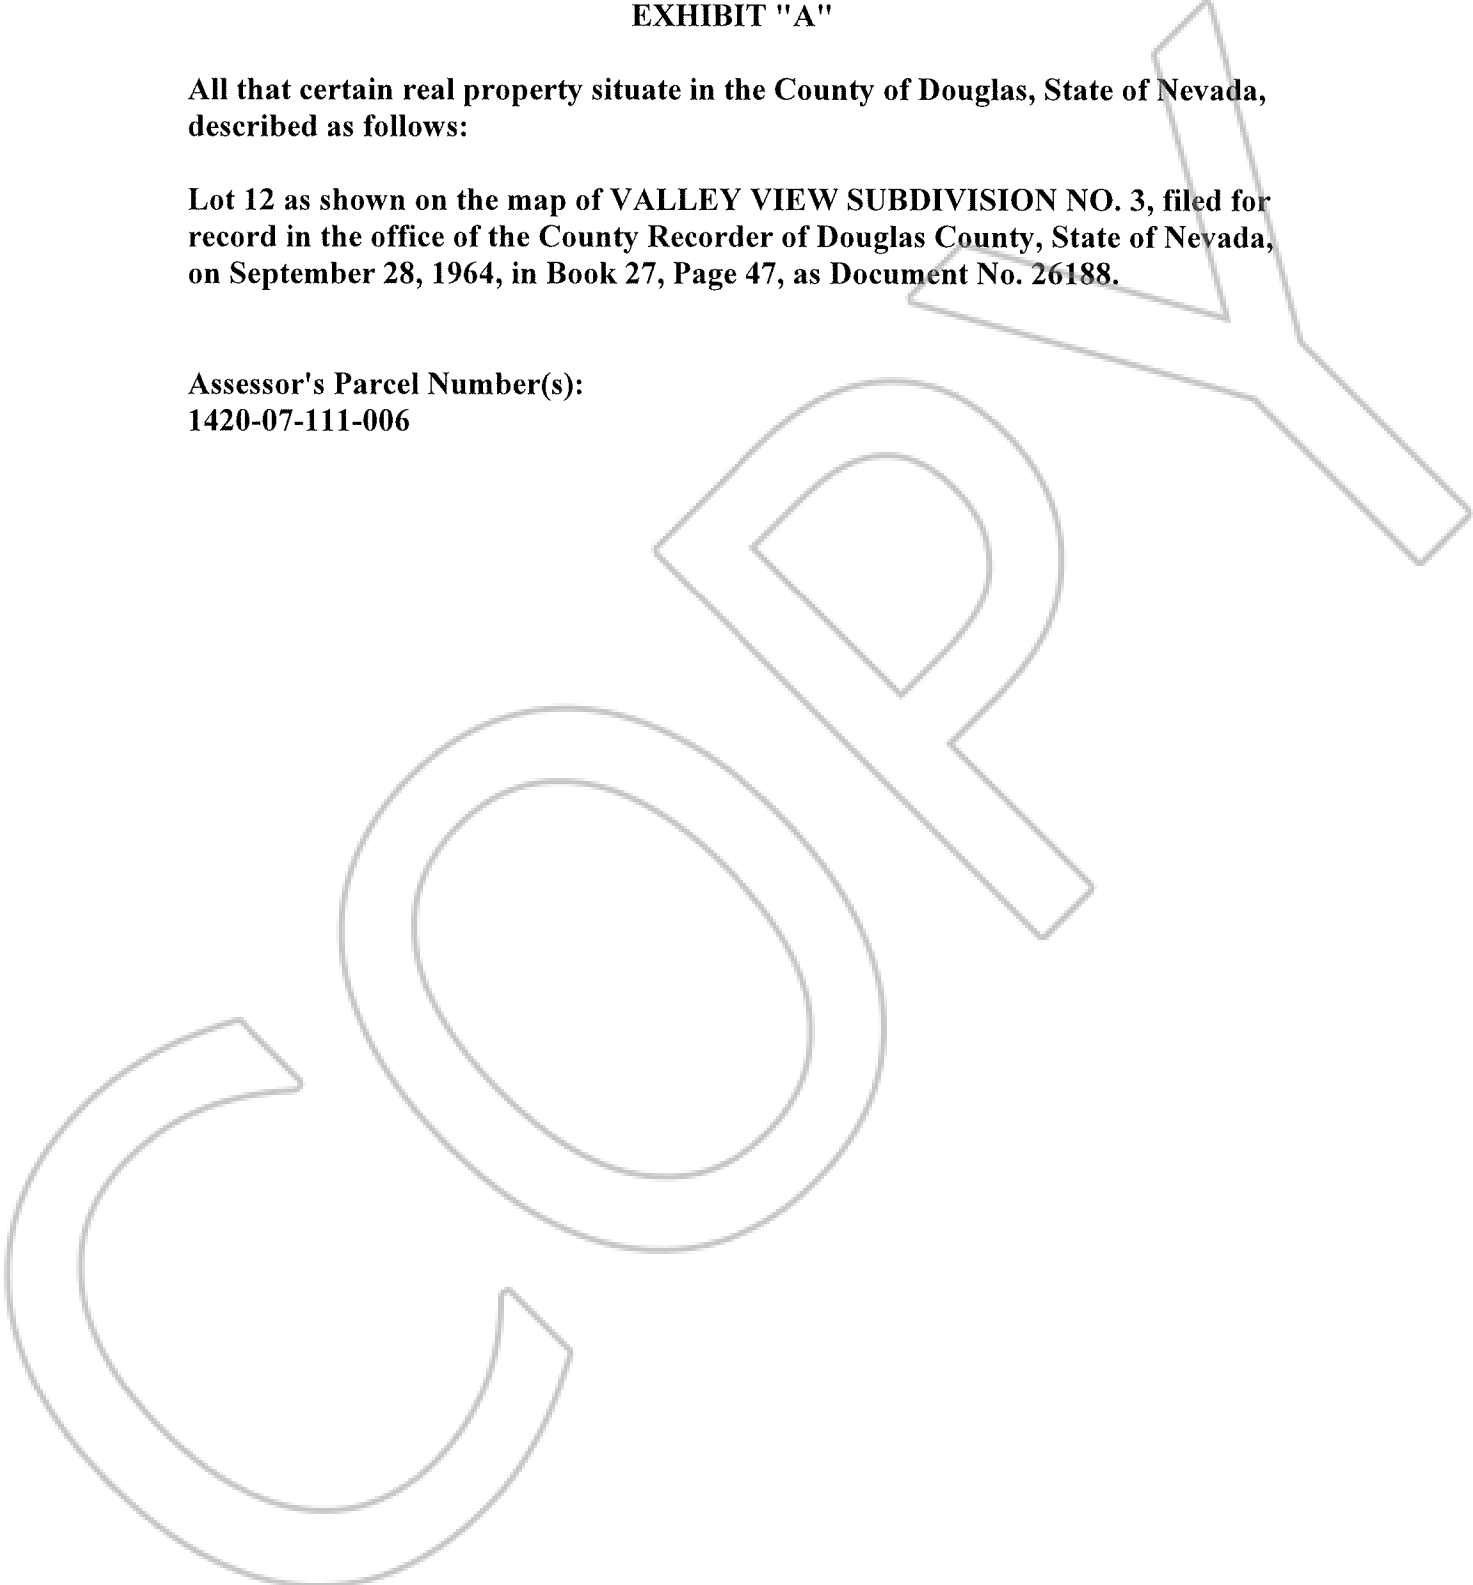 EXHIBIT "A"
All that certain real property situate in the County of Douglas, State of Nevada,
described as follows:
Lot 12 as shown on the map of VALLEY VIEW SUBDIVISION NO. 3, filed for
record in the office of the County Recorder of Douglas County, State of Nevada,
on September 28, 1964, in Book 27, Page 47, as Document No. 26188.
Assessor's Parcel Number(s):
1420-07-111-006
COPY